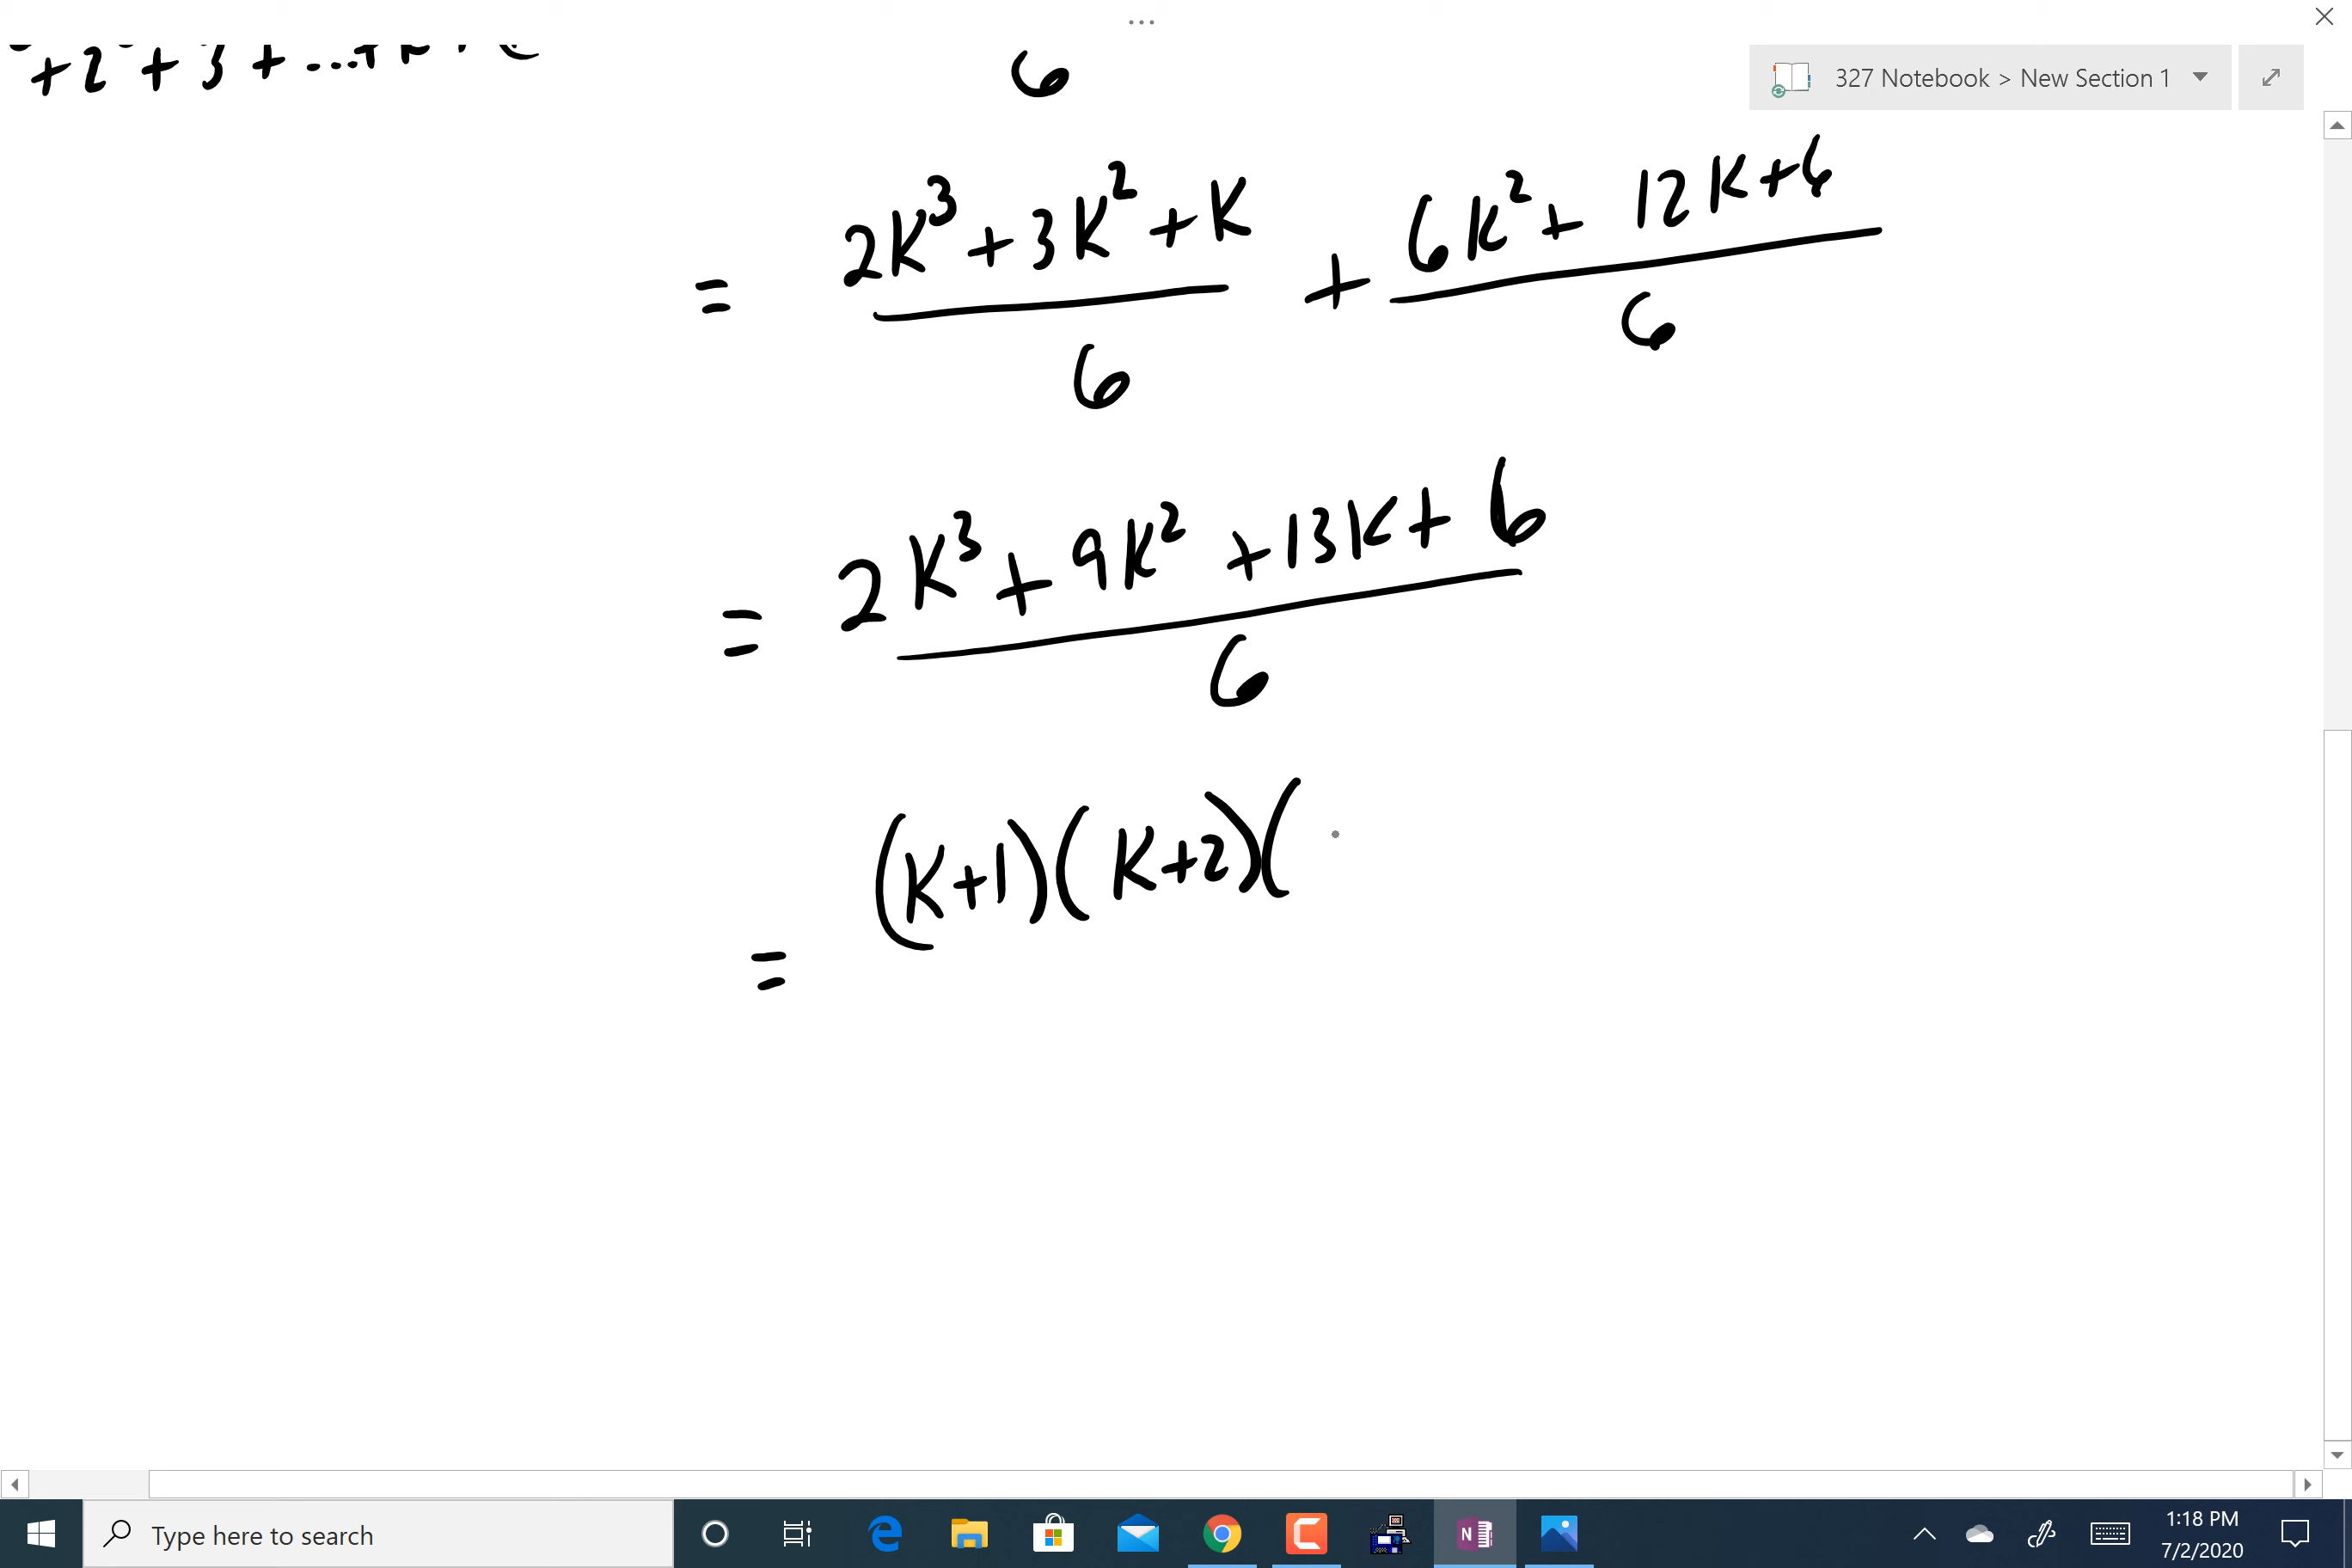 +2 +3 +...+
6
327 Notebook > New Section 1
= (2K³+3K²+K)/6 + (6K²+12K+6)/6
= (2K³+9K²+13K+6)/6
= (K+1)(K+2)(
Type here to search
1:18 PM
7/2/2020